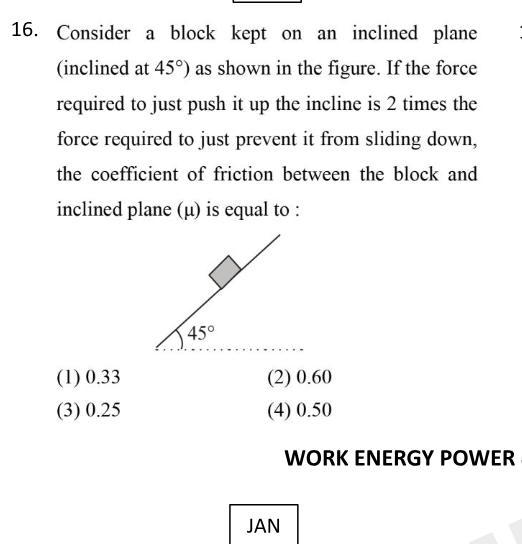 16. Consider a block kept on an inclined plane
(inclined at 45°) as shown in the figure. If the force
required to just push it up the incline is 2 times the
force required to just prevent it from sliding down,
the coefficient of friction between the block and
inclined plane (μ) is equal to :
45°
(1) 0.33 (2) 0.60
(3) 0.25 (4) 0.50
WORK ENERGY POWER
JAN